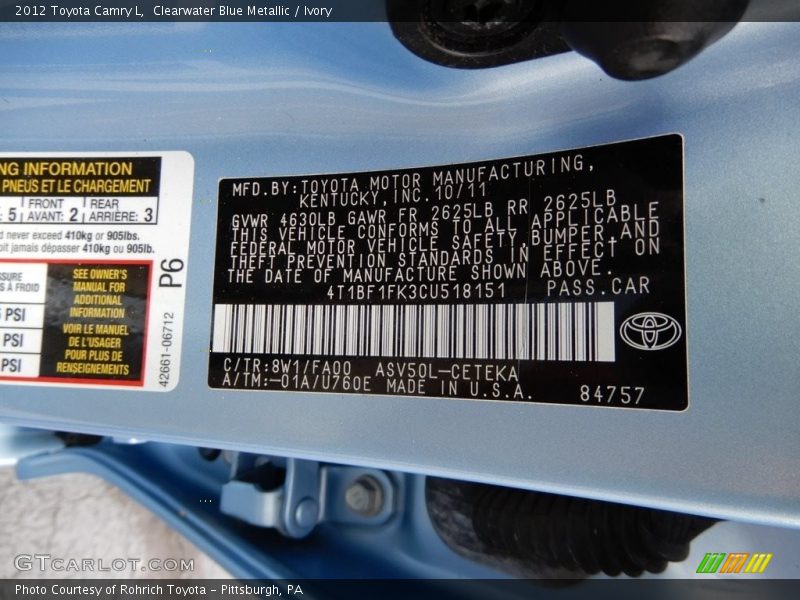 2012 Toyota Camry L,  Clearwater Blue Metallic / Ivory
NG INFORMATION
PNEUS ET LE CHARGEMENT
5 FRONT AVANT: 2 REAR ARRIÈRE: 3
never exceed 410kg or 905lbs.
oit jamais dépasser 410kg ou 905lb.
SSURE
S À FROID
PSI
PSI
PSI
SEE OWNER'S
MANUAL FOR
ADDITIONAL
INFORMATION
VOIR LE MANUEL
DE L'USAGER
POUR PLUS DE
RENSEIGNEMENTS
P6
42661-06712
MFD.BY:TOYOTA MOTOR MANUFACTURING,
KENTUCKY,INC.10/11
GVWR 4630LB GAWR FR 2625LB RR 2625LB
THIS VEHICLE CONFORMS TO ALL APPLICABLE
FEDERAL MOTOR VEHICLE SAFETY,BUMPER AND
THEFT PREVENTION STANDARDS IN EFFECT ON
THE DATE OF MANUFACTURE SHOWN ABOVE.
4T1BF1FK3CU518151 PASS.CAR
C/TR:8W1/FA00 ASV50L-CETEKA
A/TM:-01A/U760E MADE IN U.S.A.
84757
GTCARLOT.COM
Photo Courtesy of Rohrich Toyota - Pittsburgh, PA